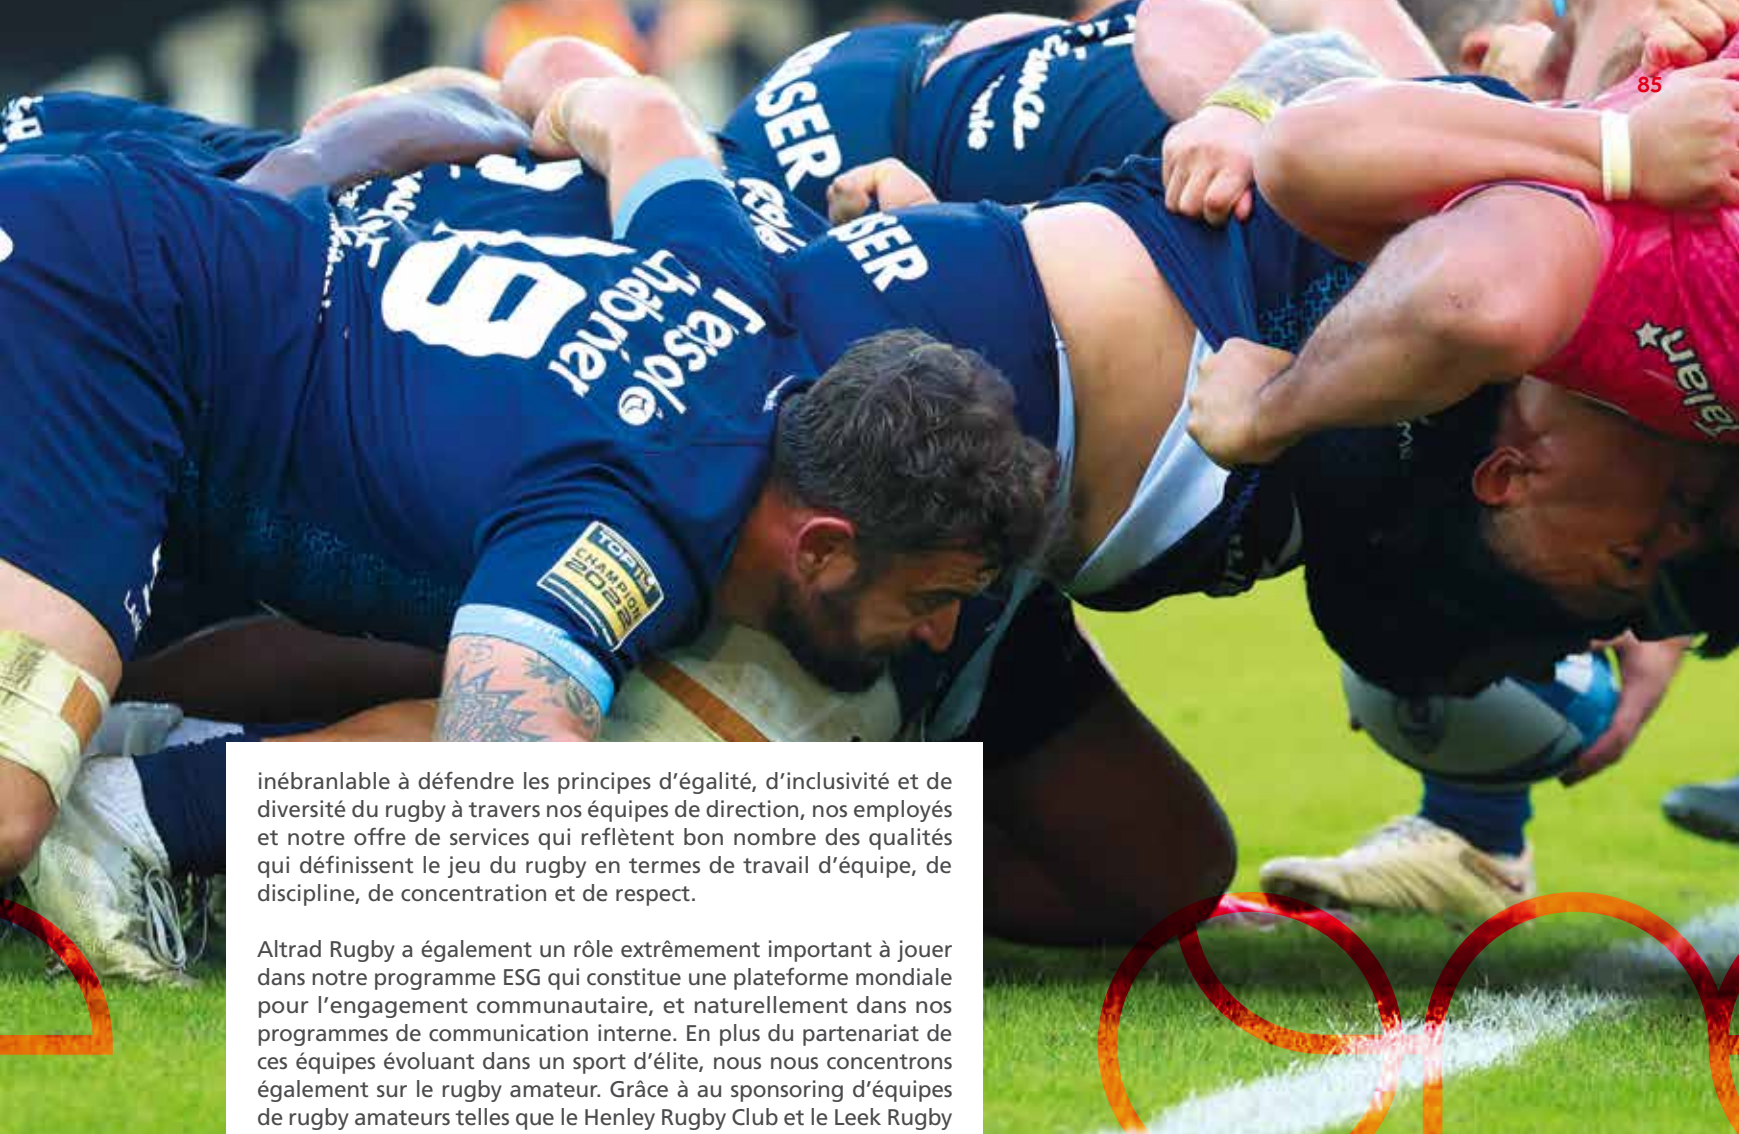 85
SER
SER
Lesole
Chabrier
TOP14
CHAMPION
2022
inébranlable à défendre les principes d’égalité, d’inclusivité et de
diversité du rugby à travers nos équipes de direction, nos employés
et notre offre de services qui reflètent bon nombre des qualités
qui définissent le jeu du rugby en termes de travail d’équipe, de
discipline, de concentration et de respect.
Altrad Rugby a également un rôle extrêmement important à jouer
dans notre programme ESG qui constitue une plateforme mondiale
pour l’engagement communautaire, et naturellement dans nos
programmes de communication interne. En plus du partenariat de
ces équipes évoluant dans un sport d’élite, nous nous concentrons
également sur le rugby amateur. Grâce à au sponsoring d’équipes
de rugby amateurs telles que le Henley Rugby Club et le Leek Rugby